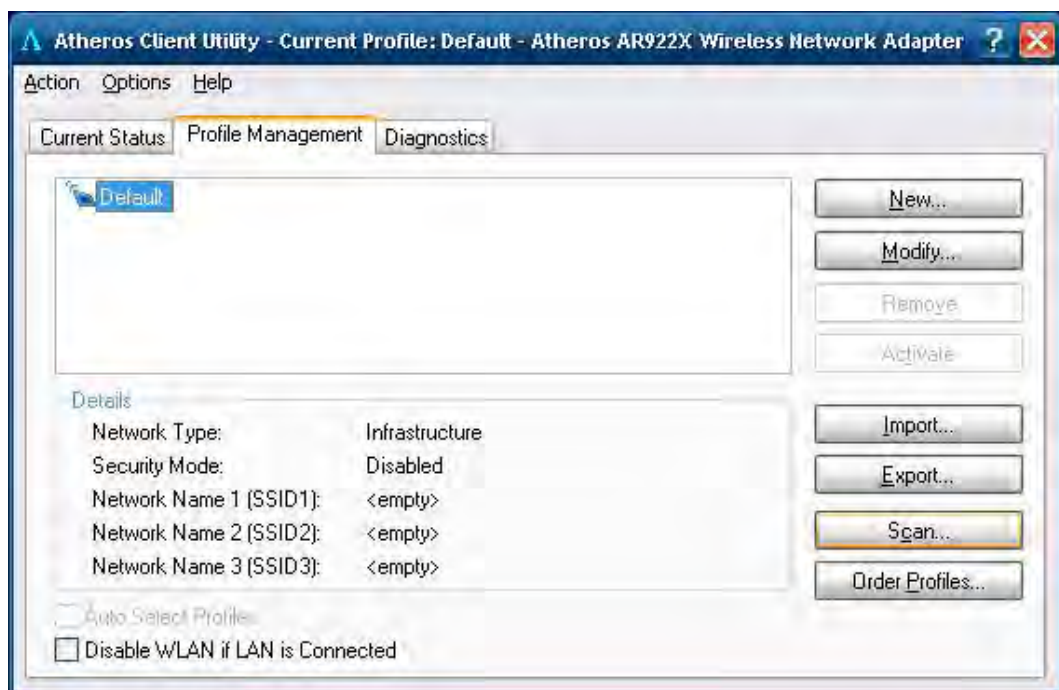 Atheros Client Utility - Current Profile: Default - Atheros AR922X Wireless Network Adapter ?
Action Options Help
Current Status Profile Management Diagnostics
Default
New...
Modify...
Remove
Activate
Details
Network Type: Infrastructure
Security Mode: Disabled
Network Name 1 (SSID1): <empty>
Network Name 2 (SSID2): <empty>
Network Name 3 (SSID3): <empty>
Import...
Export...
Scan...
Order Profiles...
Auto Select Profiles
Disable WLAN if LAN is Connected